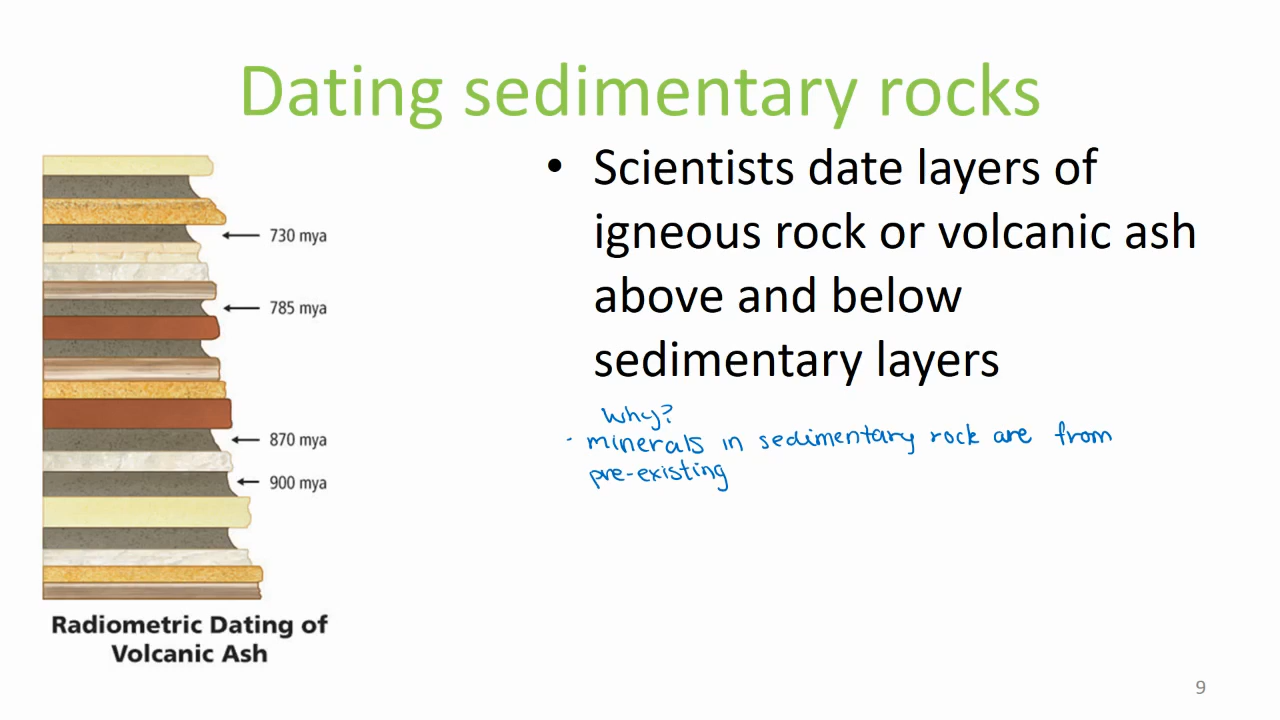 Dating sedimentary rocks
• Scientists date layers of
igneous rock or volcanic ash
above and below
sedimentary layers
Why?
- minerals in sedimentary rock are from
pre-existing
730 mya
785 mya
870 mya
900 mya
Radiometric Dating of
Volcanic Ash
9